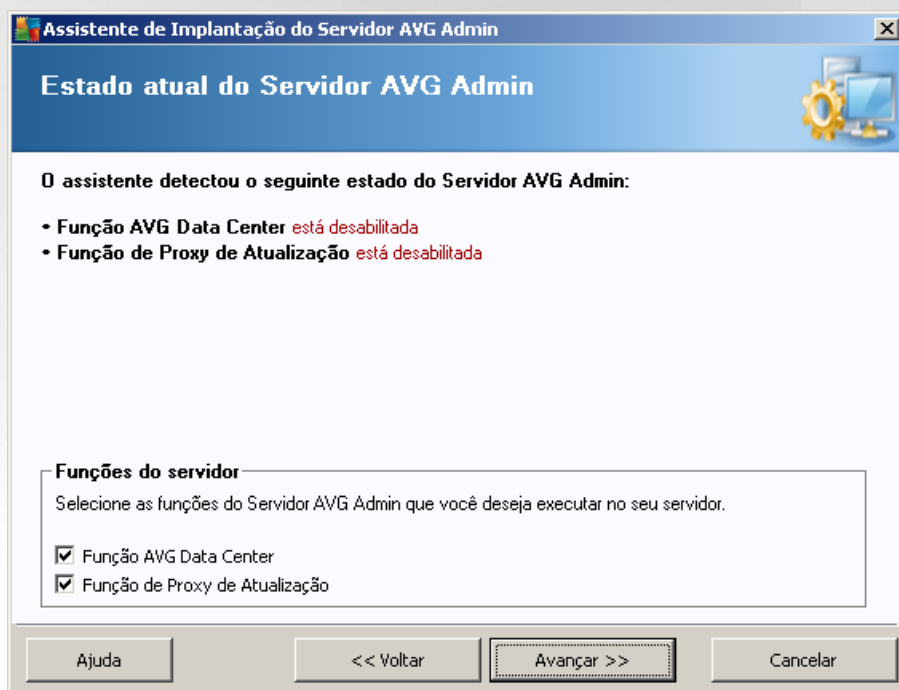 Assistente de Implantação do Servidor AVG Admin
Estado atual do Servidor AVG Admin
O assistente detectou o seguinte estado do Servidor AVG Admin:
• Função AVG Data Center está desabilitada
• Função de Proxy de Atualização está desabilitada
Funções do servidor
Selecione as funções do Servidor AVG Admin que você deseja executar no seu servidor.
Função AVG Data Center
Função de Proxy de Atualização
Ajuda << Voltar Avançar >> Cancelar